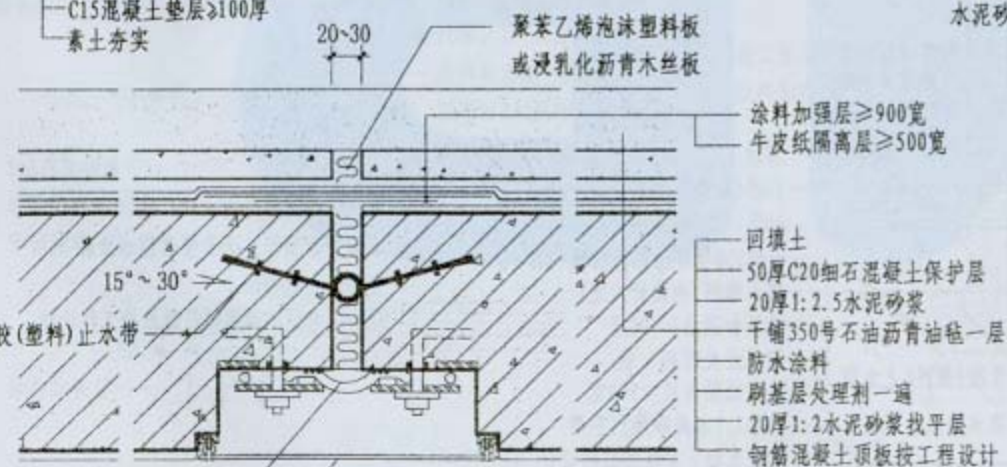 C15混凝土垫层≥100厚
素土夯实
20~30
聚苯乙烯泡沫塑料板
或浸乳化沥青木丝板
水泥砂
涂料加强层≥900宽
牛皮纸隔离层≥500宽
15°~30°
胶(塑料)止水带
回填土
50厚C20细石混凝土保护层
20厚1:2.5水泥砂浆
干铺350号石油沥青油毡一层
防水涂料
刷基层处理剂一遍
20厚1:2水泥砂浆找平层
钢筋混凝土顶板按工程设计